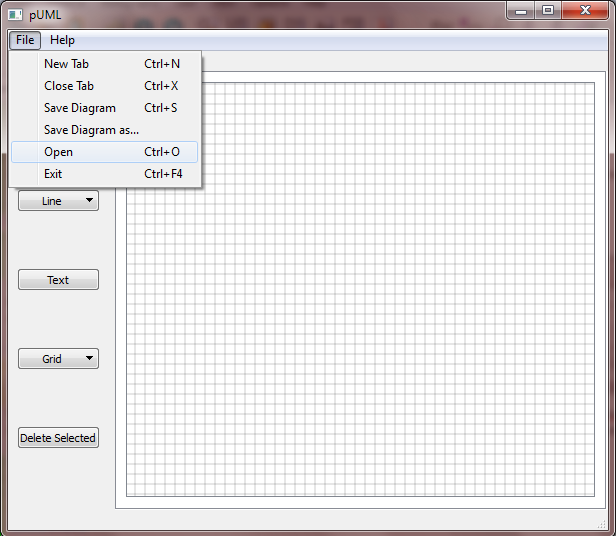 pUML
File Help
New Tab Ctrl+N
Close Tab Ctrl+X
Save Diagram Ctrl+S
Save Diagram as...
Open Ctrl+O
Exit Ctrl+F4
Line
Text
Grid
Delete Selected